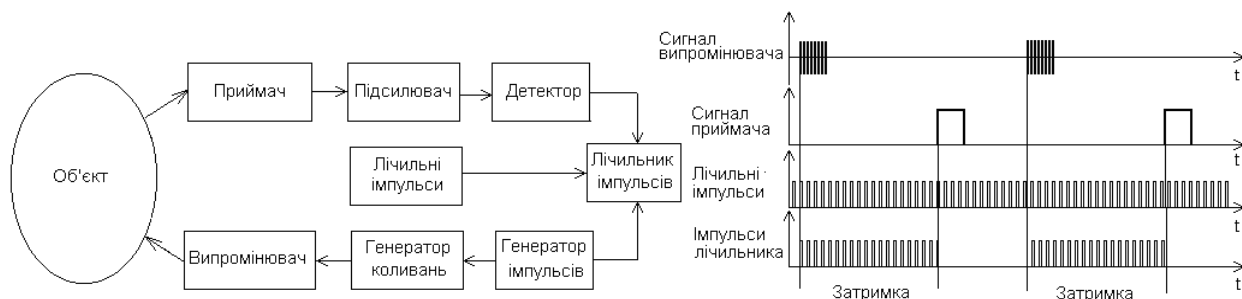 Об'єкт
Приймач
Підсилювач
Детектор
Лічильні
імпульси
Лічильник
імпульсів
Випромінювач
Генератор
коливань
Генератор
імпульсів
Сигнал
випромінювача
t
Сигнал
приймача
t
Лічильні
імпульси
t
Імпульси
лічильника
t
Затримка
Затримка